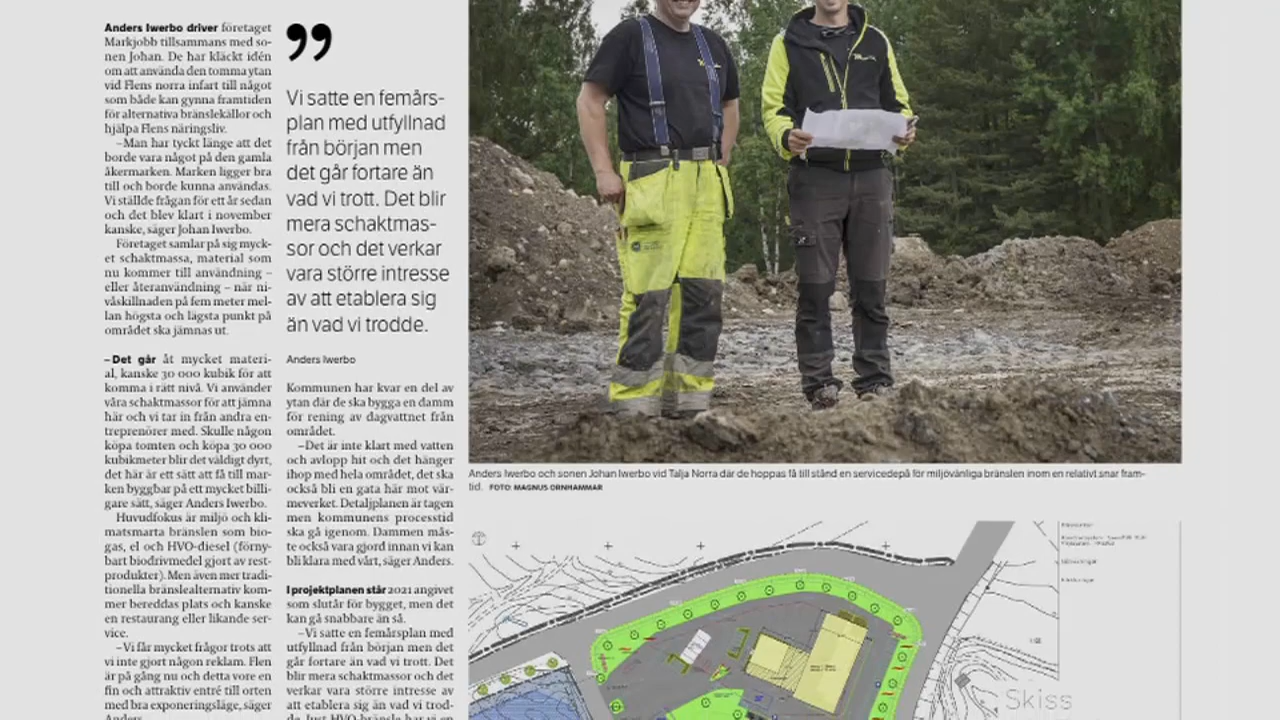 Anders Iwerbo driver företaget
Markjobb tillsammans med so-
nen Johan. De har kläckt idén
om att använda den tomma ytan
vid Flens norra infart till något
som både kan gynna framtiden
för alternativa bränslekällor och
hjälpa Flens näringsliv.
–Man har tyckt länge att det
borde vara något på den gamla
åkermarken. Marken ligger bra
till och borde kunna användas.
Vi ställde frågan för ett år sedan
och det blev klart i november
kanske, säger Johan Iwerbo.
Företaget samlar på sig myck-
et schaktmassa, material som
nu kommer till användning –
eller återanvändning – när ni-
våskillnaden på fem meter mel-
lan högsta och lägsta punkt på
området ska jämnas ut.
–Det går åt mycket materi-
al, kanske 30 000 kubik för att
komma i rätt nivå. Vi använder
våra schaktmassor för att jämna
här och vi tar in från andra en-
treprenörer med. Skulle någon
köpa tomten och köpa 30 000
kubikmeter blir det väldigt dyrt,
det här är ett sätt att få till mar-
ken byggbar på ett mycket billi-
gare sätt, säger Anders Iwerbo.
Huvudfokus är miljö och kli-
matsmarta bränslen som bio-
gas, el och HVO-diesel (förny-
bart biodrivmedel gjort av rest-
produkter). Men även mer tradi-
tionella bränslealternativ kom-
mer beredas plats och kanske
en restaurang eller likande ser-
vice.
–Vi får mycket frågor trots att
vi inte gjort någon reklam. Flen
är på gång nu och detta vore en
fin och attraktiv entré till orten
med bra exponeringsläge, säger
Anders.
”
Vi satte en femårs-
plan med utfyllnad
från början men
det går fortare än
vad vi trott. Det blir
mera schaktmas-
sor och det verkar
vara större intresse
av att etablera sig
än vad vi trodde.
Anders Iwerbo
Kommunen har kvar en del av
ytan där de ska bygga en damm
för rening av dagvattnet från
området.
–Det är inte klart med vatten
och avlopp hit och det hänger
ihop med hela området, det ska
också bli en gata här mot vär-
meverket. Detaljplanen är tagen
men kommunens processtid
ska gå igenom. Dammen mås-
te också vara gjord innan vi kan
bli klara med vårt, säger Anders.
I projektplanen står 2021 angivet
som slutår för bygget, men det
kan gå snabbare än så.
–Vi satte en femårsplan med
utfyllnad från början men det
går fortare än vad vi trott. Det
blir mera schaktmassor och det
verkar vara större intresse av
att etablera sig än vad vi trod-
de. Just HVO-bränsle har vi en
Anders Iwerbo och sonen Johan Iwerbo vid Talja Norra där de hoppas få till stånd en servicedepå för miljövänliga bränslen inom en relativt snar fram-
tid. FOTO: MAGNUS ORNHAMMAR
Skiss